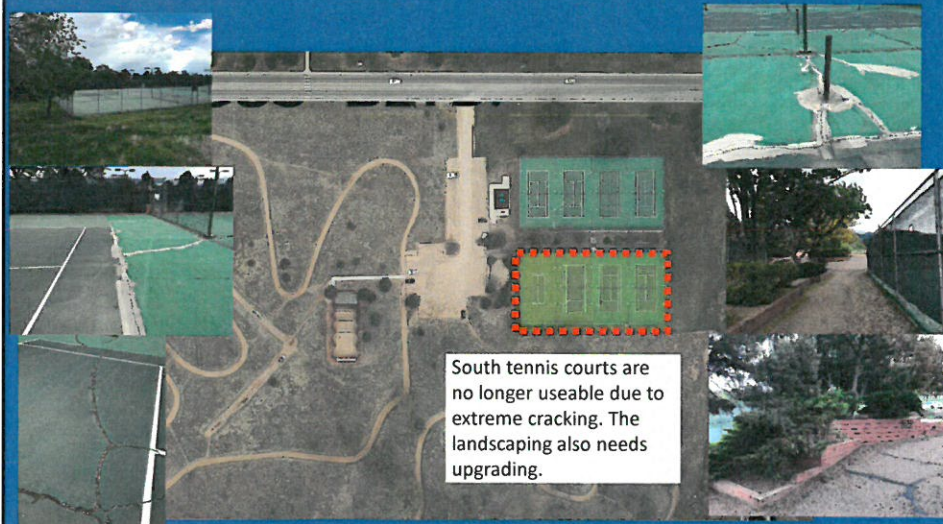 South tennis courts are
no longer useable due to
extreme cracking. The
landscaping also needs
upgrading.